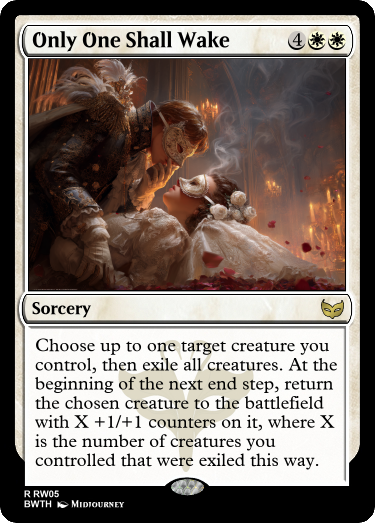 Only One Shall Wake 4
Sorcery
Choose up to one target creature you
control, then exile all creatures. At the
beginning of the next end step, return
the chosen creature to the battlefield
with X +1/+1 counters on it, where X
is the number of creatures you
controlled that were exiled this way.
R RW05
BWTH Midjourney